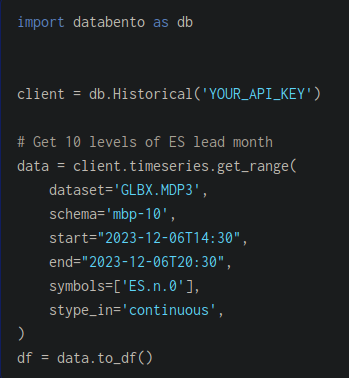 import databento as db
client = db.Historical('YOUR_API_KEY')
# Get 10 levels of ES lead month
data = client.timeseries.get_range(
    dataset='GLBX.MDP3',
    schema='mbp-10',
    start="2023-12-06T14:30",
    end="2023-12-06T20:30",
    symbols=['ES.n.0'],
    stype_in='continuous',
)
df = data.to_df()